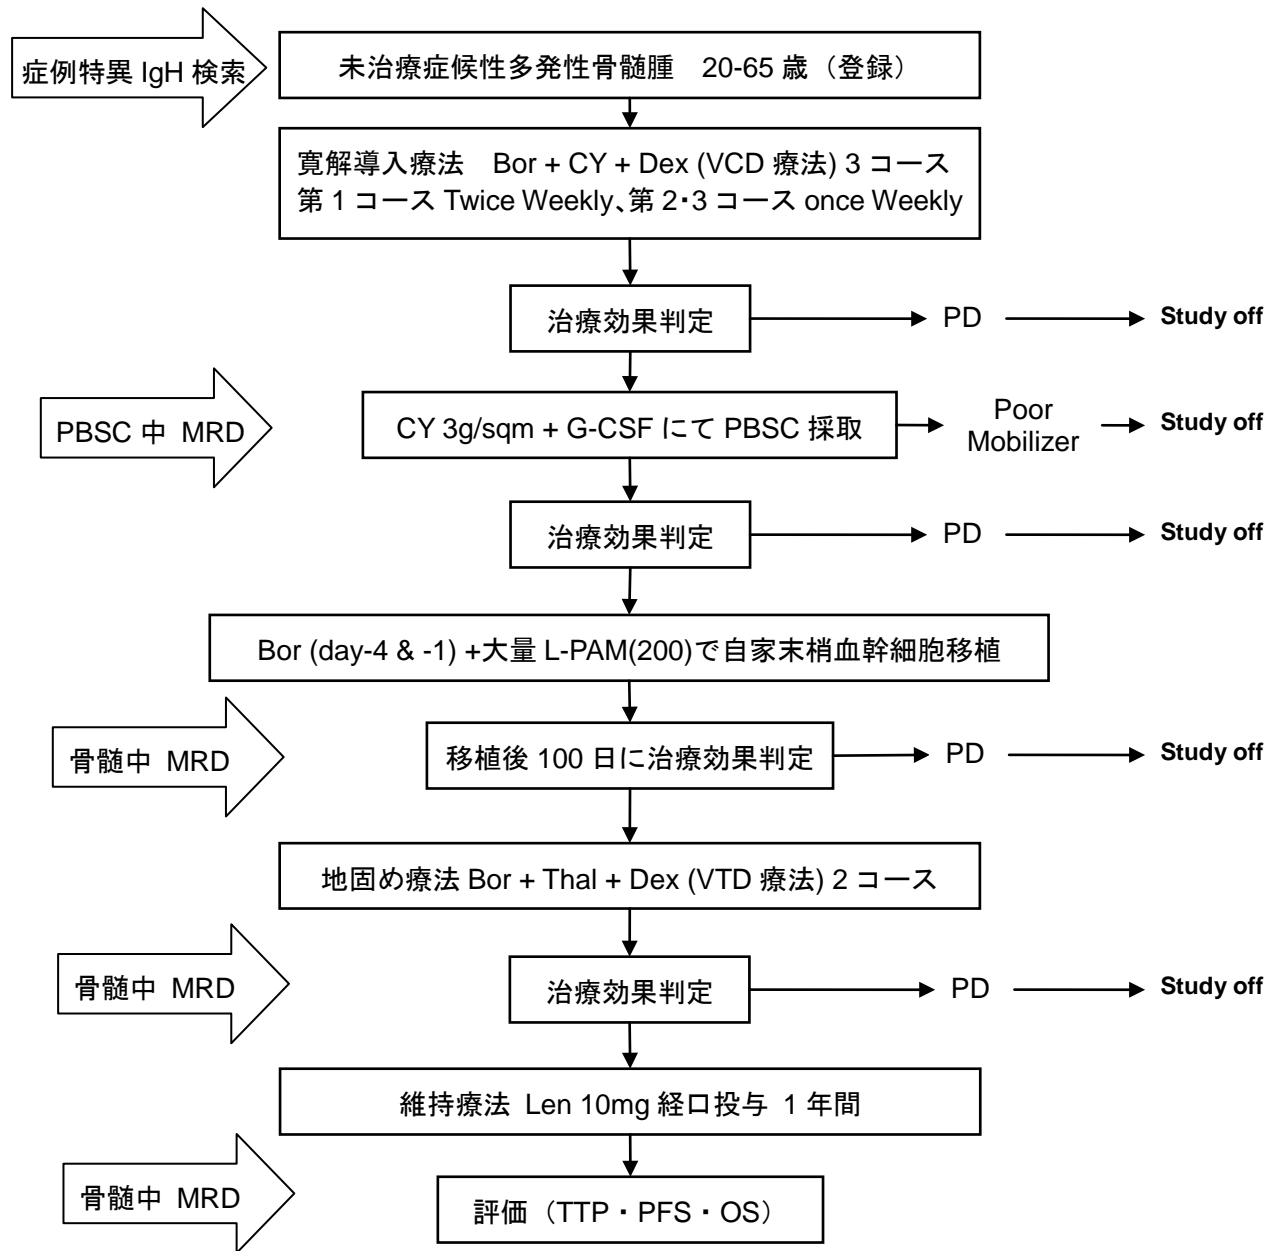 症例特異 IgH 検索
未治療症候性多発性骨髄腫　20-65 歳（登録）
寛解導入療法　Bor + CY + Dex (VCD 療法) 3 コース
第 1 コース Twice Weekly、第 2・3 コース once Weekly
治療効果判定
PD
Study off
PBSC 中 MRD
CY 3g/sqm + G-CSF にて PBSC 採取
Poor
Mobilizer
Study off
治療効果判定
PD
Study off
Bor (day-4 & -1) +大量 L-PAM(200)で自家末梢血幹細胞移植
骨髄中 MRD
移植後 100 日に治療効果判定
PD
Study off
地固め療法 Bor + Thal + Dex (VTD 療法) 2 コース
骨髄中 MRD
治療効果判定
PD
Study off
維持療法 Len 10mg 経口投与 1 年間
骨髄中 MRD
評価（TTP・PFS・OS）